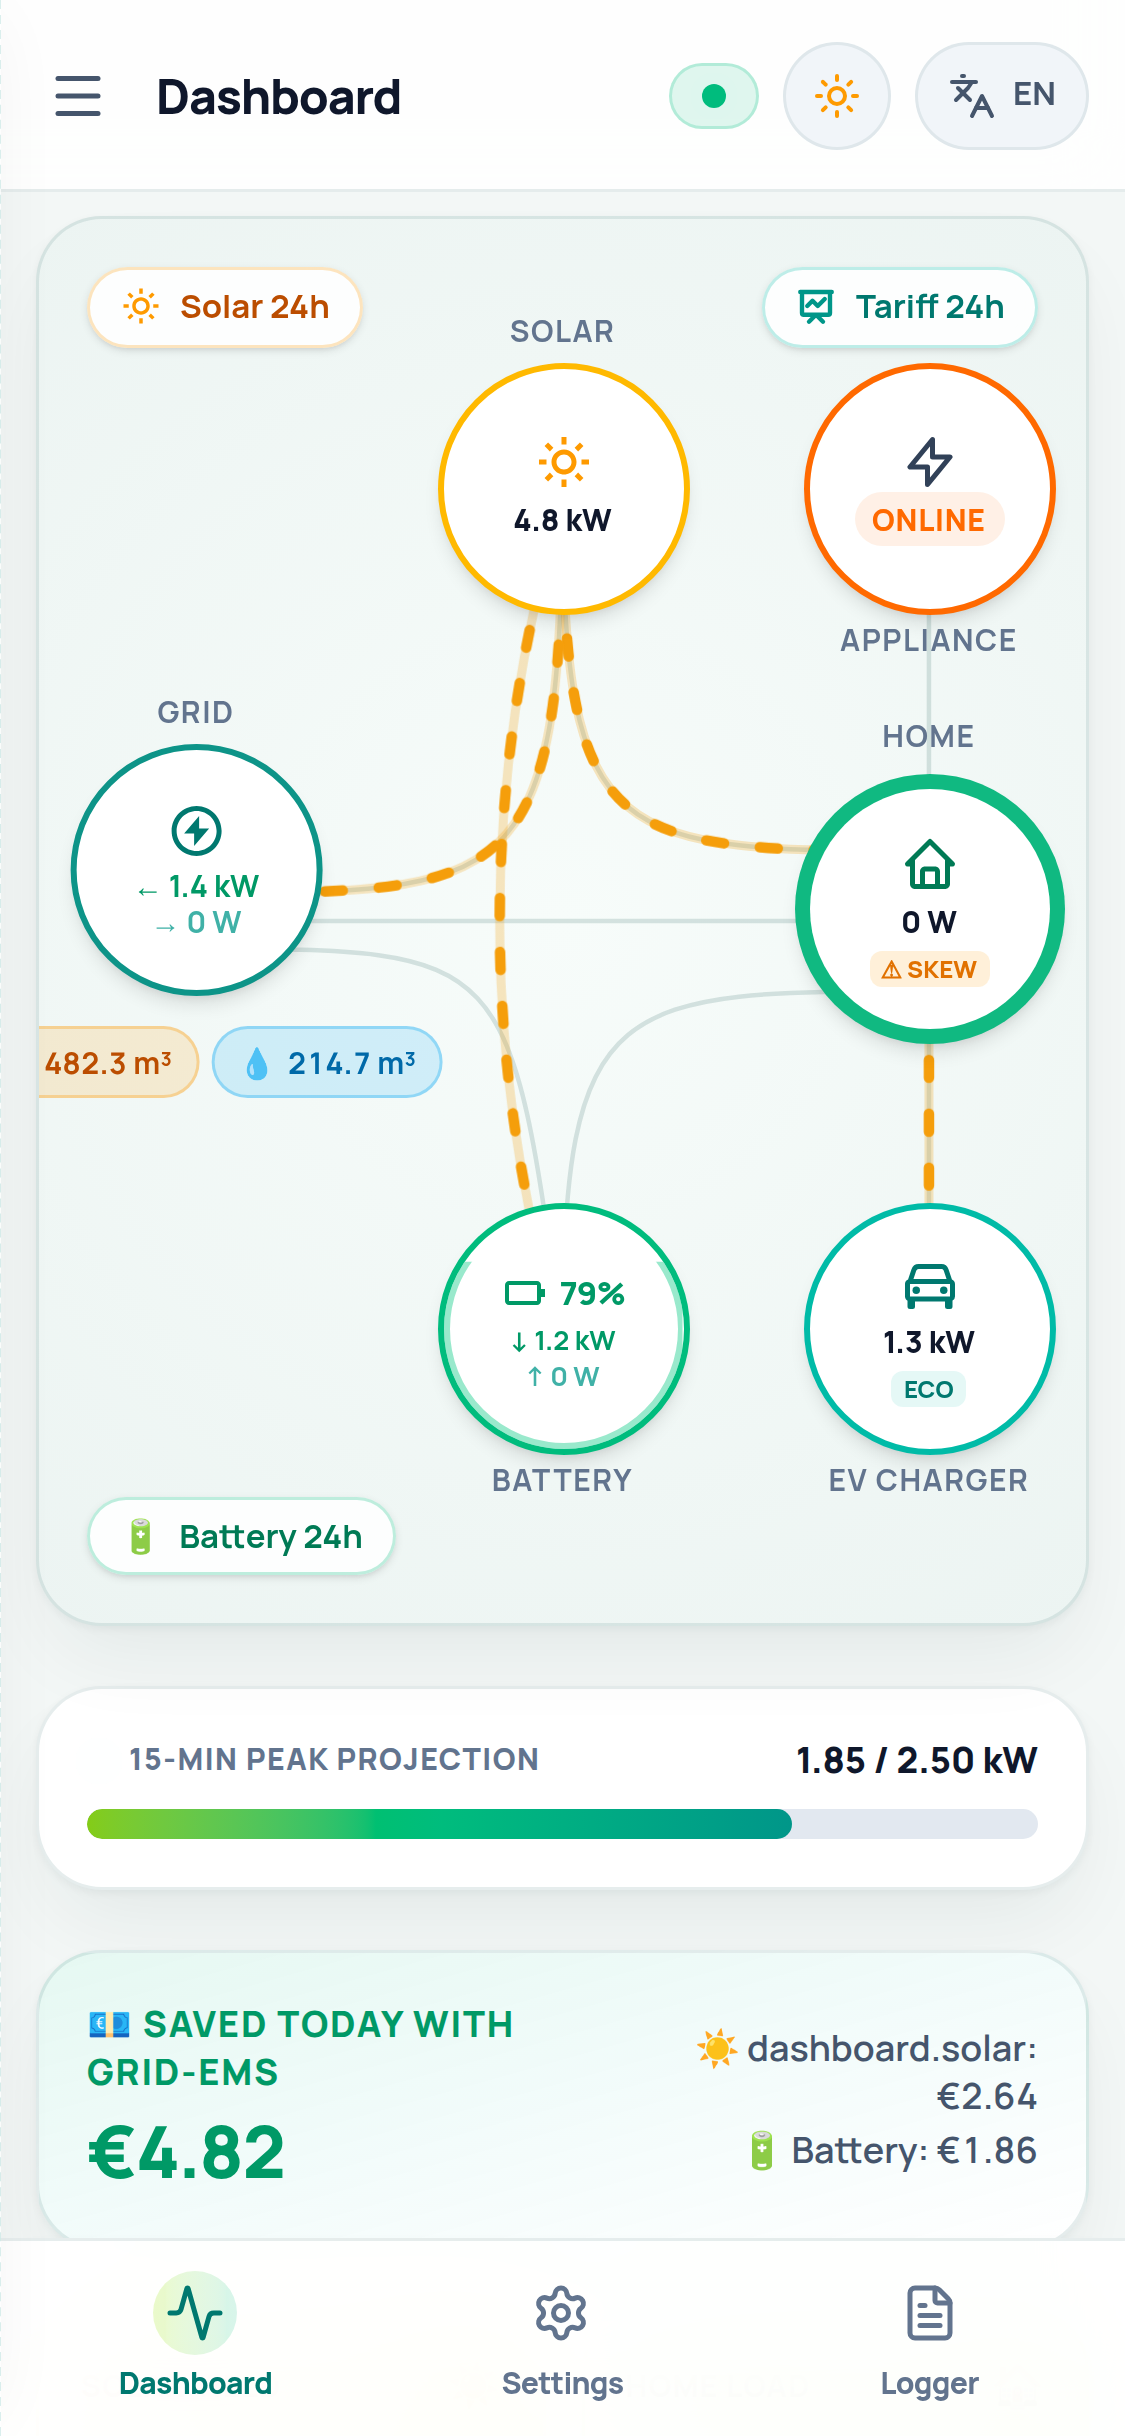 Dashboard
EN
Solar 24h
Tariff 24h
SOLAR
4.8 kW
ONLINE
APPLIANCE
GRID
← 1.4 kW
→ 0 W
HOME
0 W
⚠ SKEW
482.3 m³
💧 214.7 m³
79%
↓ 1.2 kW
↑ 0 W
BATTERY
1.3 kW
ECO
EV CHARGER
🔋 Battery 24h
15-MIN PEAK PROJECTION
1.85 / 2.50 kW
💶 SAVED TODAY WITH
GRID-EMS
€4.82
☀️ dashboard.solar:
€2.64
🔋 Battery: €1.86
Dashboard
Settings
Logger